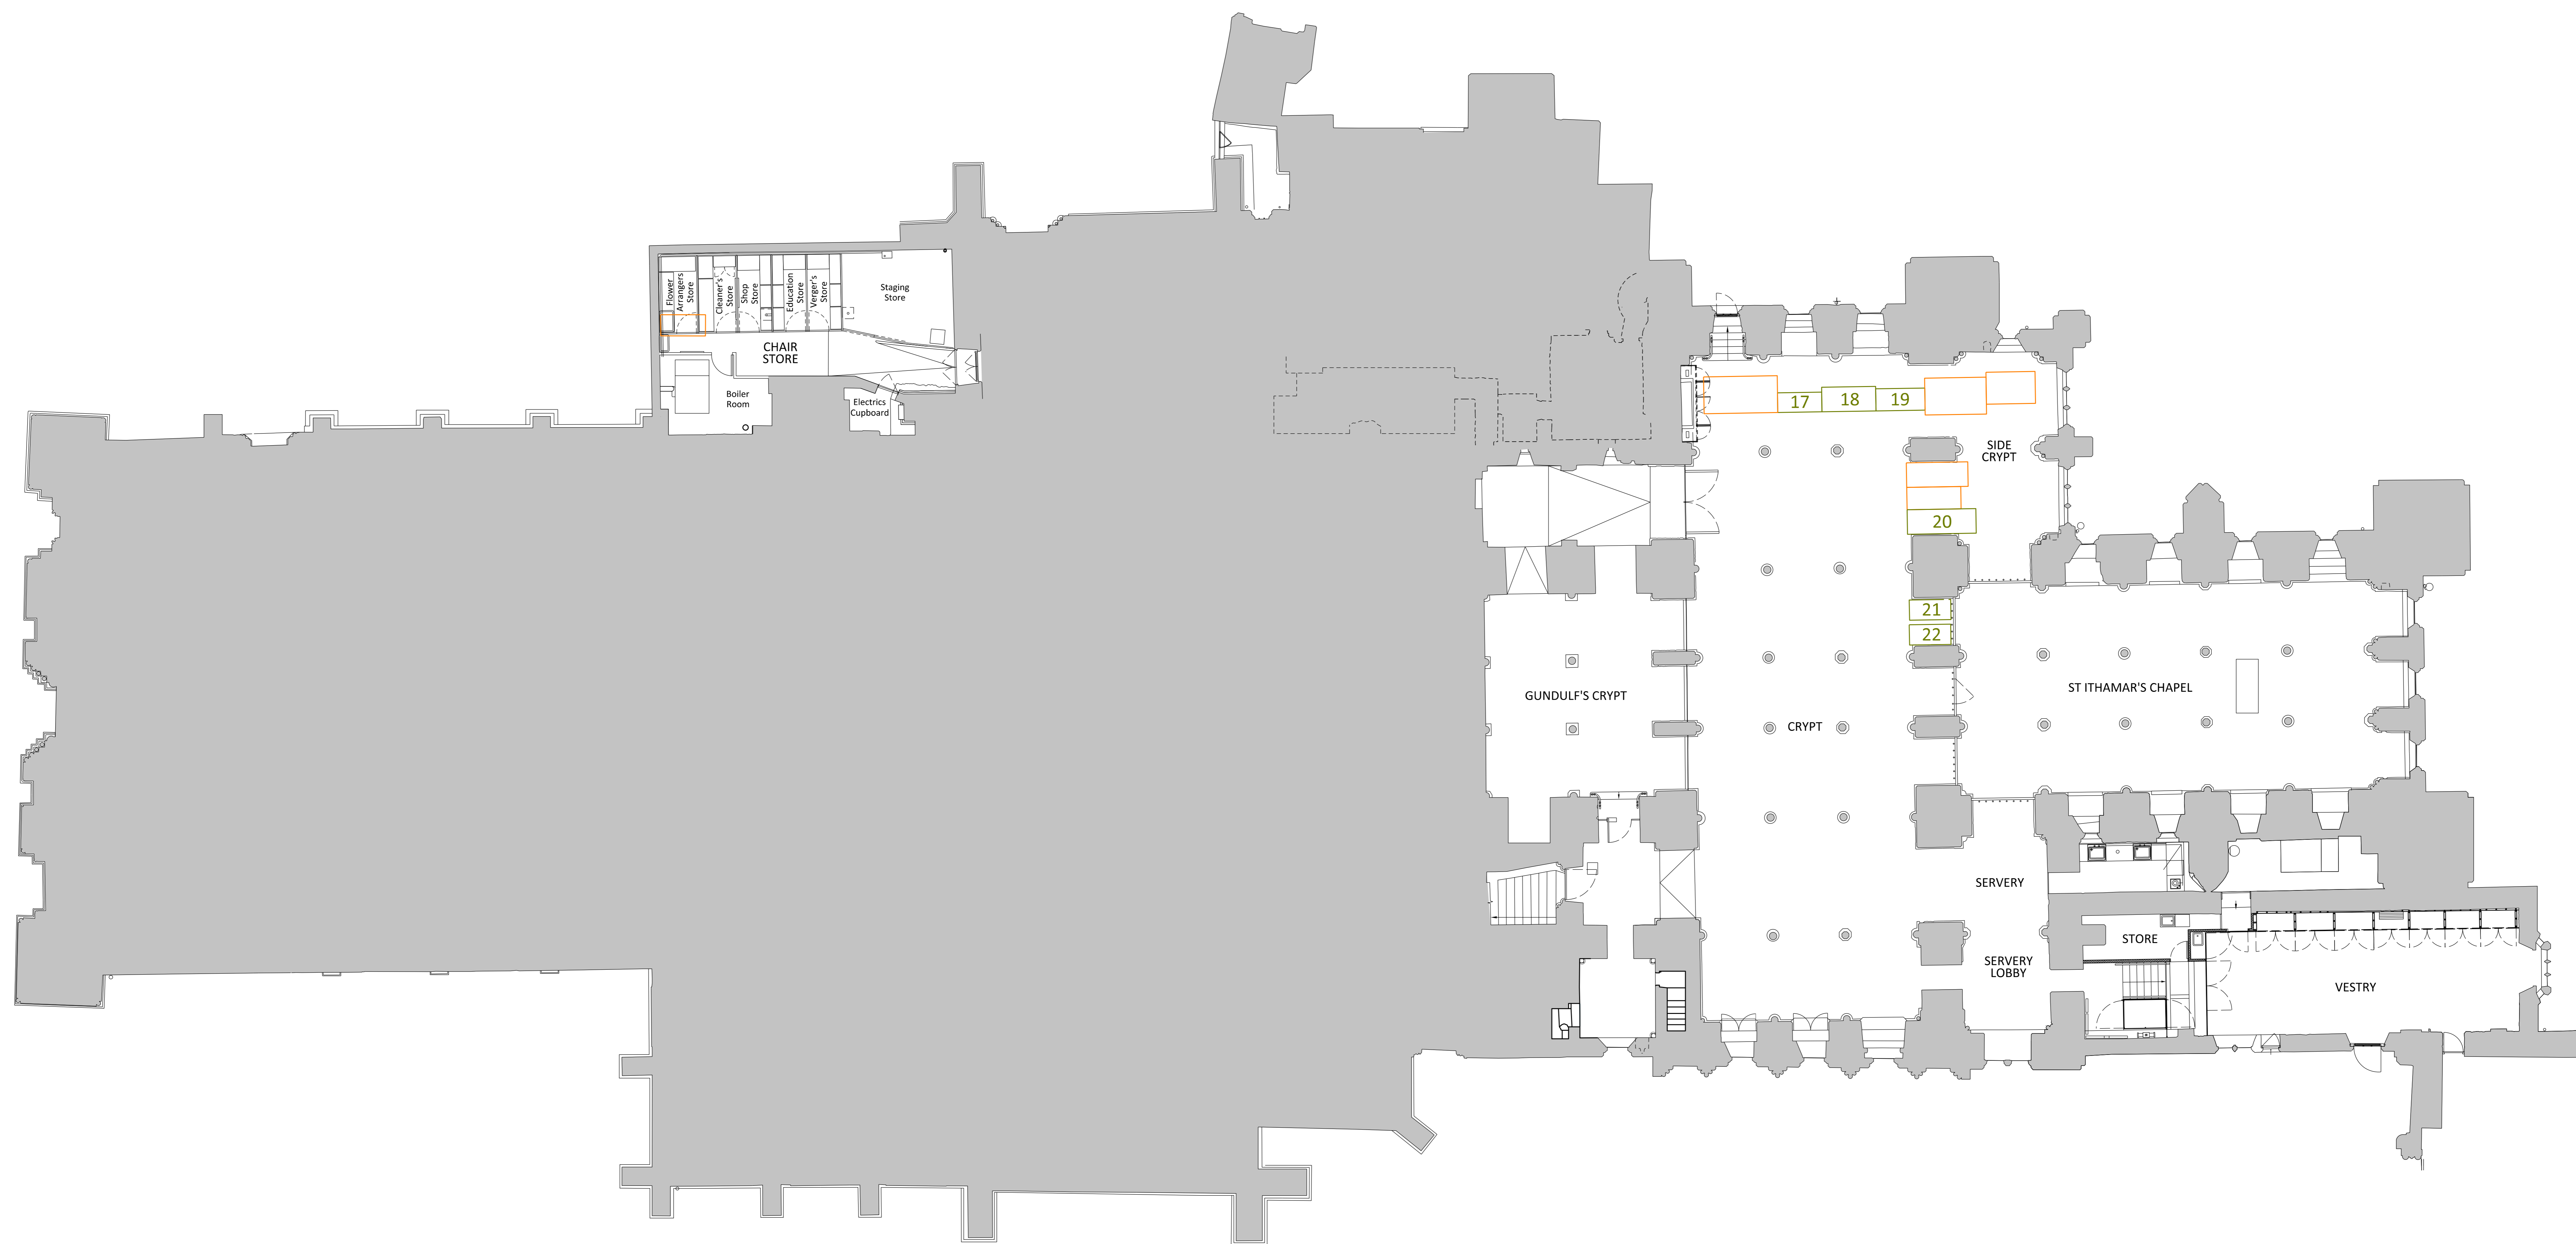 Flower
Arrangers
Store
Cleaner's
Store
Shop
Store
Education
Store
Verger's
Store
Staging
Store
CHAIR
STORE
Boiler
Room
Electrics
Cupboard
17
18
19
SIDE
CRYPT
20
21
22
GUNDULF'S CRYPT
CRYPT
ST ITHAMAR'S CHAPEL
SERVERY
STORE
SERVERY
LOBBY
VESTRY